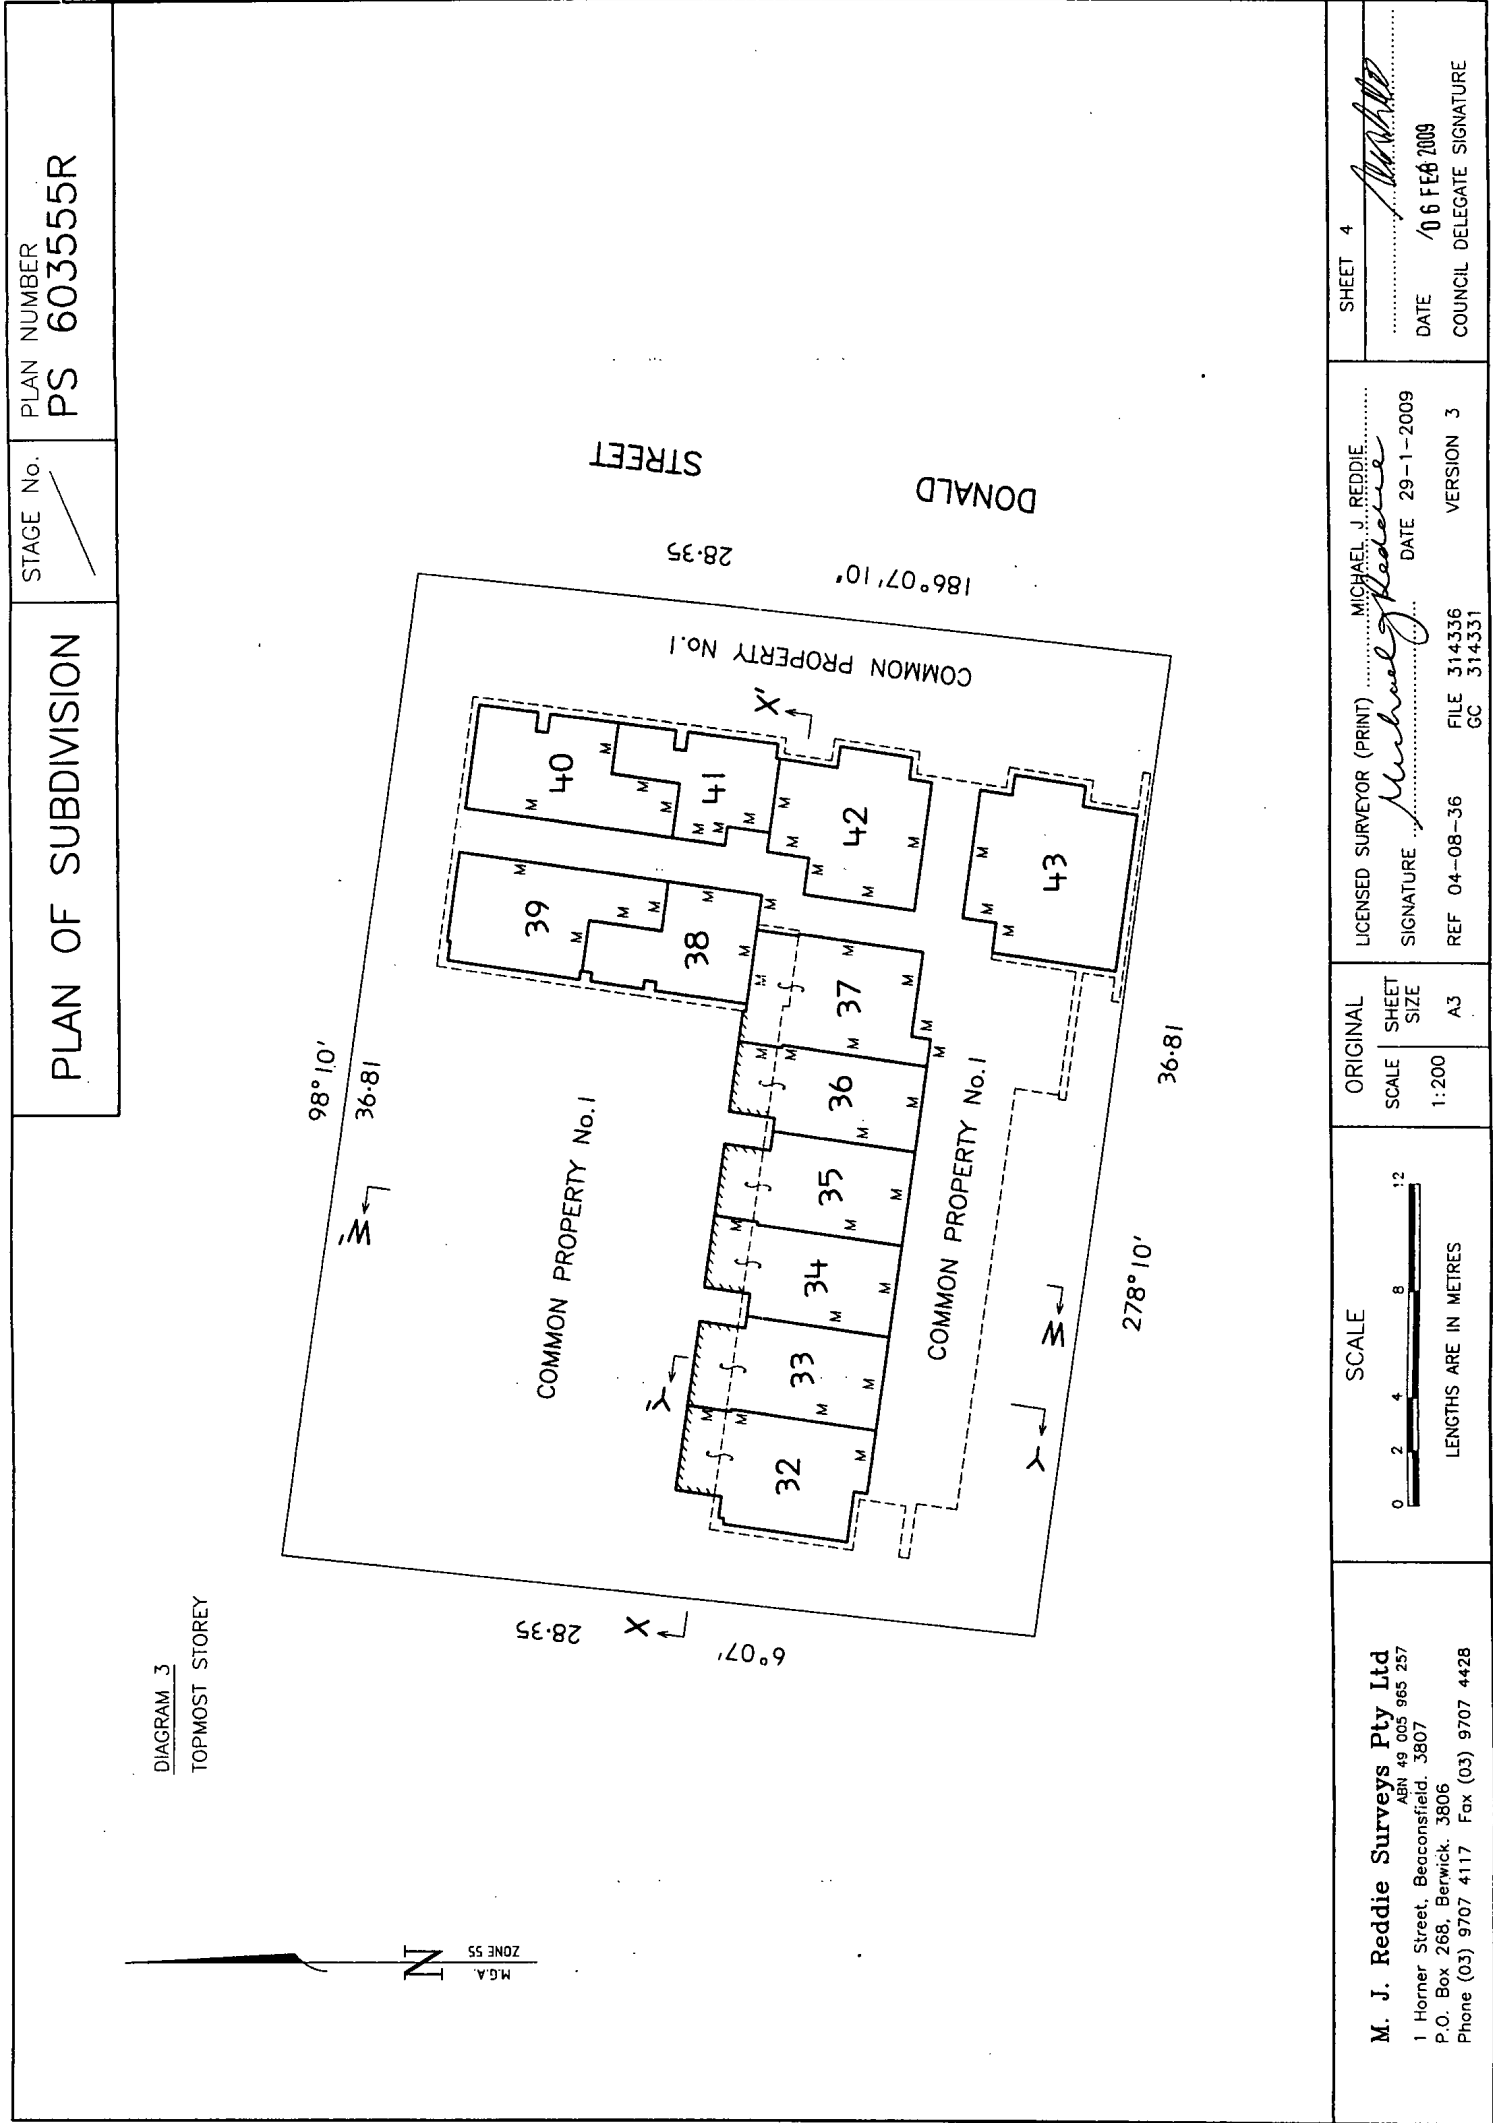 PLAN OF SUBDIVISION
STAGE No.
PLAN NUMBER
PS 603555R
DIAGRAM 3
TOPMOST STOREY
M.G.A.
ZONE 55
N
98°10'
36·81
W'
COMMON PROPERTY No.1
39
40
38
41
DONALD STREET
28·35
186°07'10"
COMMON PROPERTY No.1
X'
Y'
32
33
34
35
36
37
42
43
M
X
28·35
6°07'
COMMON PROPERTY No.1
Y
W
278°10'
36·81
M. J. Reddie Surveys Pty Ltd
ABN 49 005 965 257
1 Horner Street, Beaconsfield. 3807
P.O. Box 268, Berwick. 3806
Phone (03) 9707 4117 Fax (03) 9707 4428
SCALE
0 2 4 8 12
LENGTHS ARE IN METRES
ORIGINAL
SCALE
1:200
SHEET SIZE
A3
LICENSED SURVEYOR (PRINT) MICHAEL J. REDDIE
SIGNATURE Michael J Reddie DATE 29-1-2009
REF 04-08-36
FILE 314336
GC 314331
VERSION 3
SHEET 4
DATE 06 FEB 2009
COUNCIL DELEGATE SIGNATURE